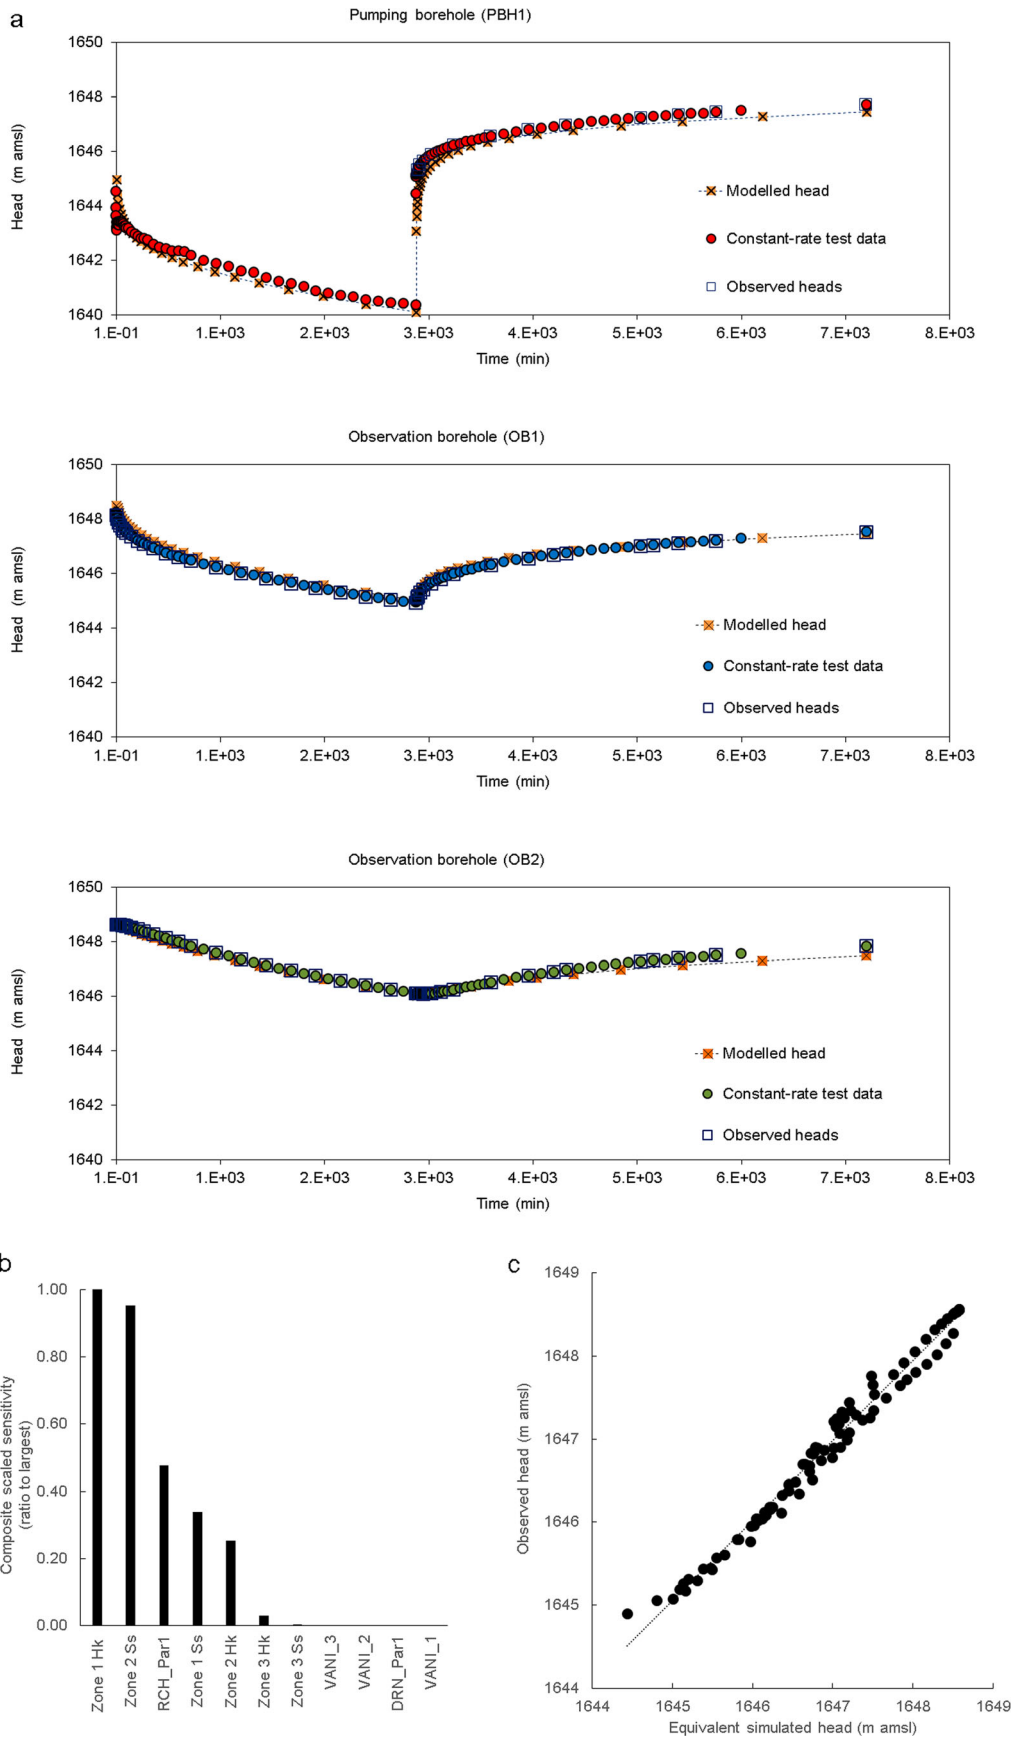 a
Pumping borehole (PBH1)
1650
1648
1646
1644
1642
1640
Head (m amsl)
Modelled head
Constant-rate test data
Observed heads
1.E-01 1.E+03 2.E+03 3.E+03 4.E+03 5.E+03 6.E+03 7.E+03 8.E+03
Time (min)
Observation borehole (OB1)
1650
1648
1646
1644
1642
1640
Head (m amsl)
Modelled head
Constant-rate test data
Observed heads
1.E-01 1.E+03 2.E+03 3.E+03 4.E+03 5.E+03 6.E+03 7.E+03 8.E+03
Time (min)
Observation borehole (OB2)
1650
1648
1646
1644
1642
1640
Head (m amsl)
Modelled head
Constant-rate test data
Observed heads
1.E-01 1.E+03 2.E+03 3.E+03 4.E+03 5.E+03 6.E+03 7.E+03 8.E+03
Time (min)
b
Composite scaled sensitivity
(ratio to largest)
1.00
0.80
0.60
0.40
0.20
0.00
Zone 1 Hk
Zone 2 Ss
RCH_Par1
Zone 1 Ss
Zone 2 Hk
Zone 3 Hk
Zone 3 Ss
VANI_3
VANI_2
DRN_Par1
VANI_1
c
Observed head (m amsl)
1649
1648
1647
1646
1645
1644
1644 1645 1646 1647 1648 1649
Equivalent simulated head (m amsl)